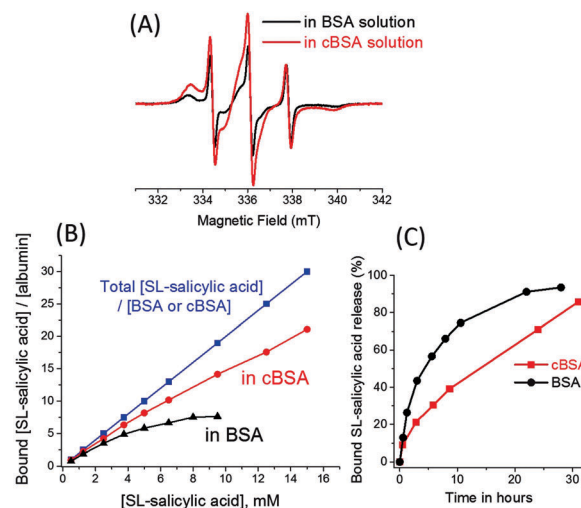 (A)
in BSA solution
in cBSA solution
332 334 336 338 340 342
Magnetic Field (mT)
(B)
Bound [SL-salicylic acid] / [albumin]
30
25
20
15
10
5
0
Total [SL-salicylic acid]
/ [BSA or cBSA]
in cBSA
in BSA
0 2 4 6 8 10 12 14 16
[SL-salicylic acid], mM
(C)
Bound SL-salicylic acid release (%)
100
80
60
40
20
0
cBSA
BSA
0 10 20 30
Time in hours